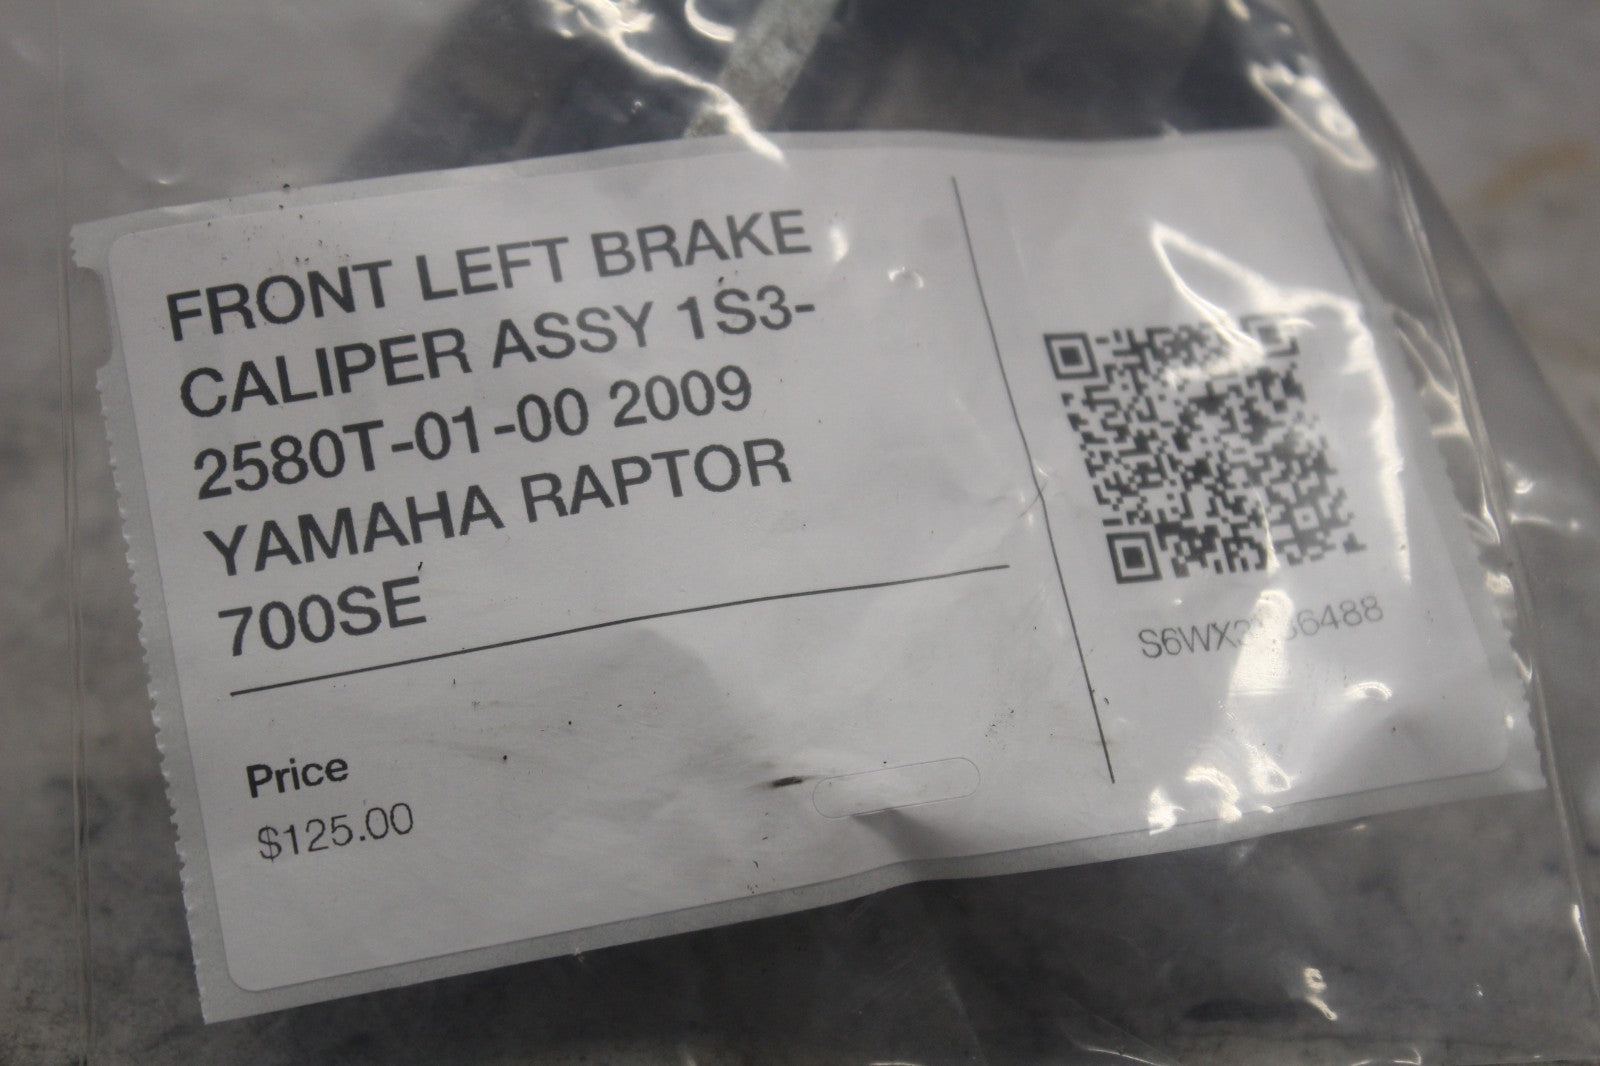 FRONT LEFT BRAKE
CALIPER ASSY 1S3-
2580T-01-00 2009
YAMAHA RAPTOR
700SE
Price
$125.00